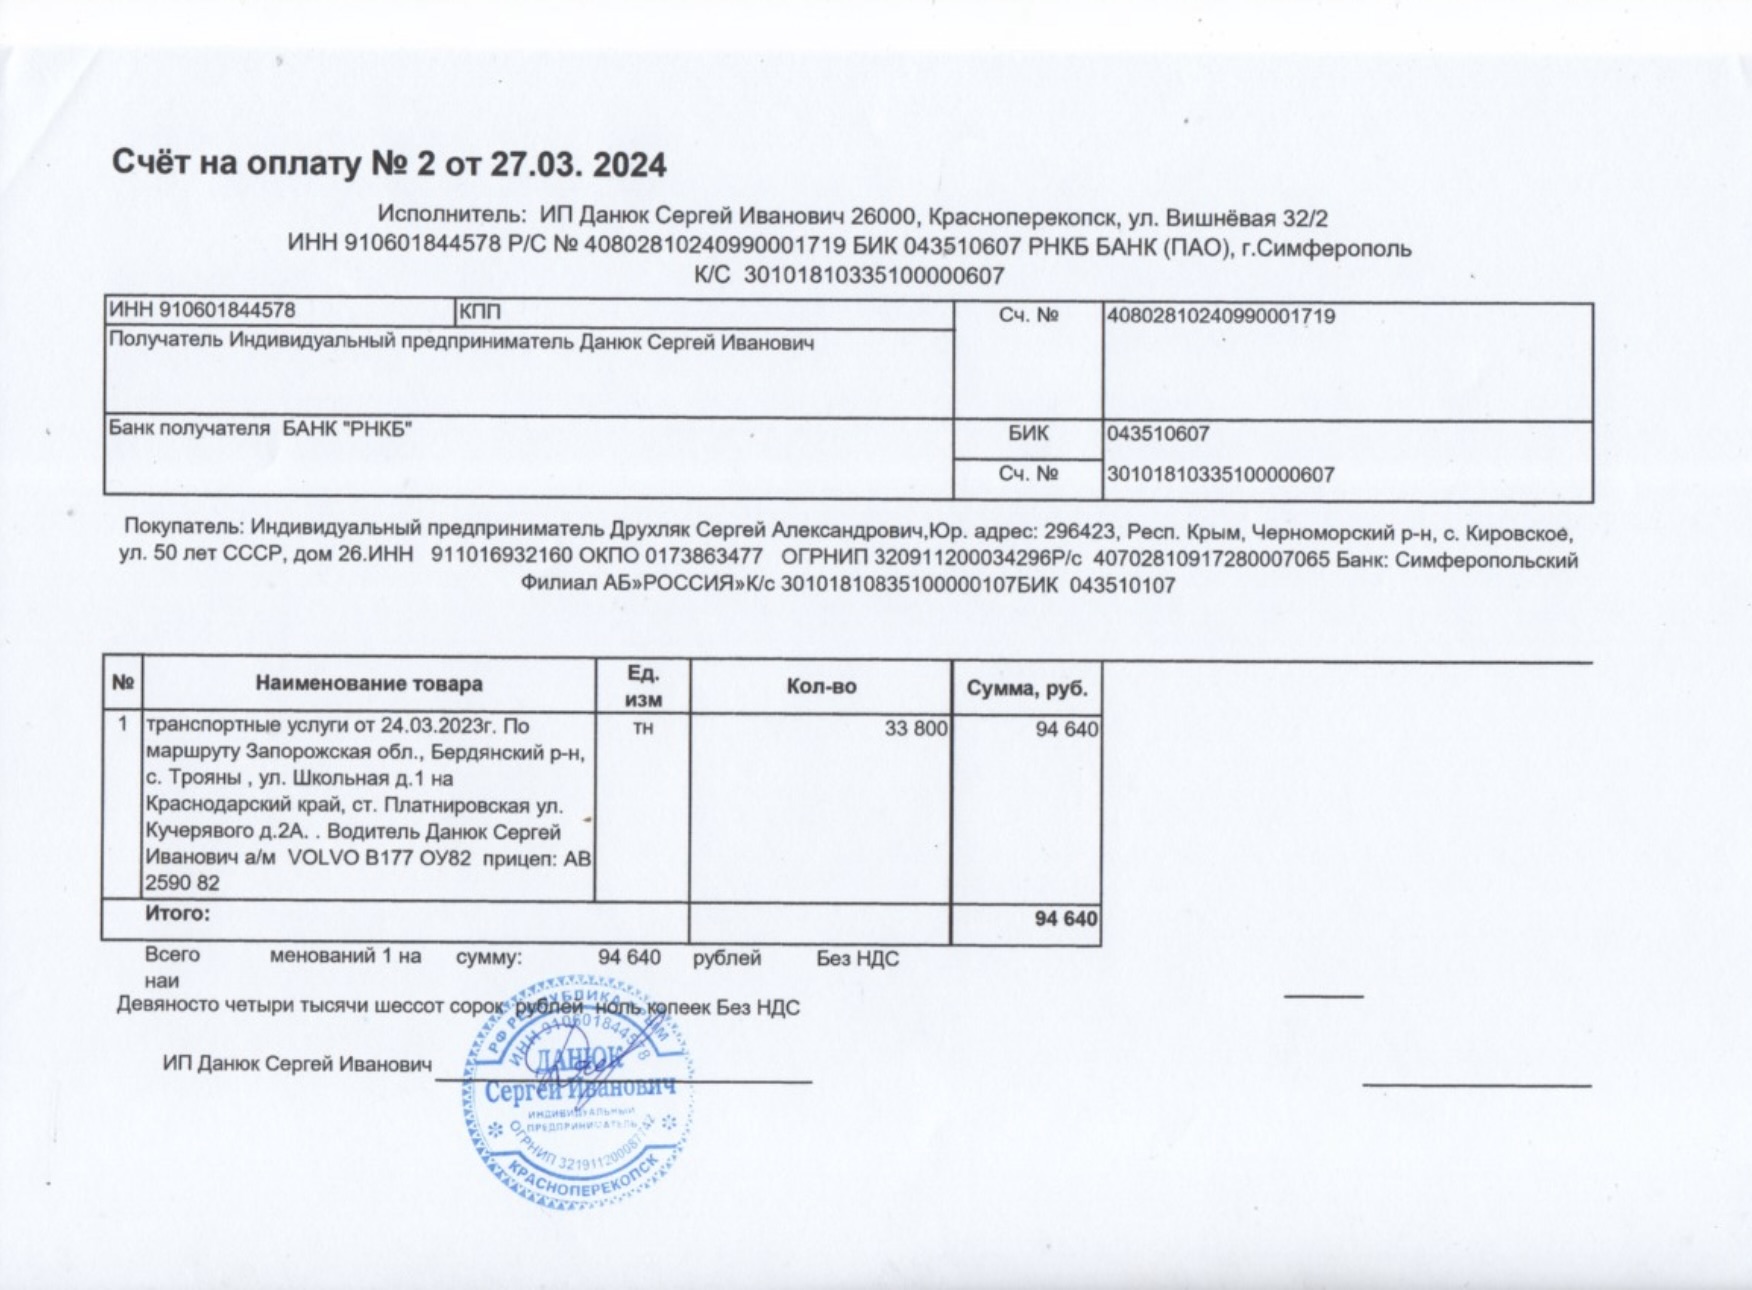 Счёт на оплату № 2 от 27.03. 2024
Исполнитель: ИП Данюк Сергей Иванович 26000, Красноперекопск, ул. Вишнёвая 32/2
ИНН 910601844578 Р/С № 40802810240990001719 БИК 043510607 РНКБ БАНК (ПАО), г.Симферополь
К/С 30101810335100000607
ИНН 910601844578 КПП Сч. № 40802810240990001719
Получатель Индивидуальный предприниматель Данюк Сергей Иванович
Банк получателя БАНК "РНКБ" БИК 043510607
Сч. № 30101810335100000607
Покупатель: Индивидуальный предприниматель Друхляк Сергей Александрович,Юр. адрес: 296423, Респ. Крым, Черноморский р-н, с. Кировское,
ул. 50 лет СССР, дом 26.ИНН 911016932160 ОКПО 0173863477 ОГРНИП 320911200034296Р/с 40702810917280007065 Банк: Симферопольский
Филиал АБ»РОССИЯ»К/с 30101810835100000107БИК 043510107
№ Наименование товара Ед. изм Кол-во Сумма, руб.
1 транспортные услуги от 24.03.2023г. По тн 33 800 94 640
маршруту Запорожская обл., Бердянский р-н,
с. Трояны , ул. Школьная д.1 на
Краснодарский край, ст. Платнировская ул.
Кучерявого д.2А. . Водитель Данюк Сергей
Иванович а/м VOLVO В177 ОУ82 прицеп: АВ
2590 82
Итого: 94 640
Всего менований 1 на сумму: 94 640 рублей Без НДС
наи
Девяносто четыри тысячи шессот сорок рублей ноль копеек Без НДС
ИП Данюк Сергей Иванович
РФ РЕСПУБЛИКА КРЫМ
ИНН 910601844578
ДАНЮК
Сергей Иванович
ИНДИВИДУАЛЬНЫЙ
ПРЕДПРИНИМАТЕЛЬ
ОГРНИП
КРАСНОПЕРЕКОПСК